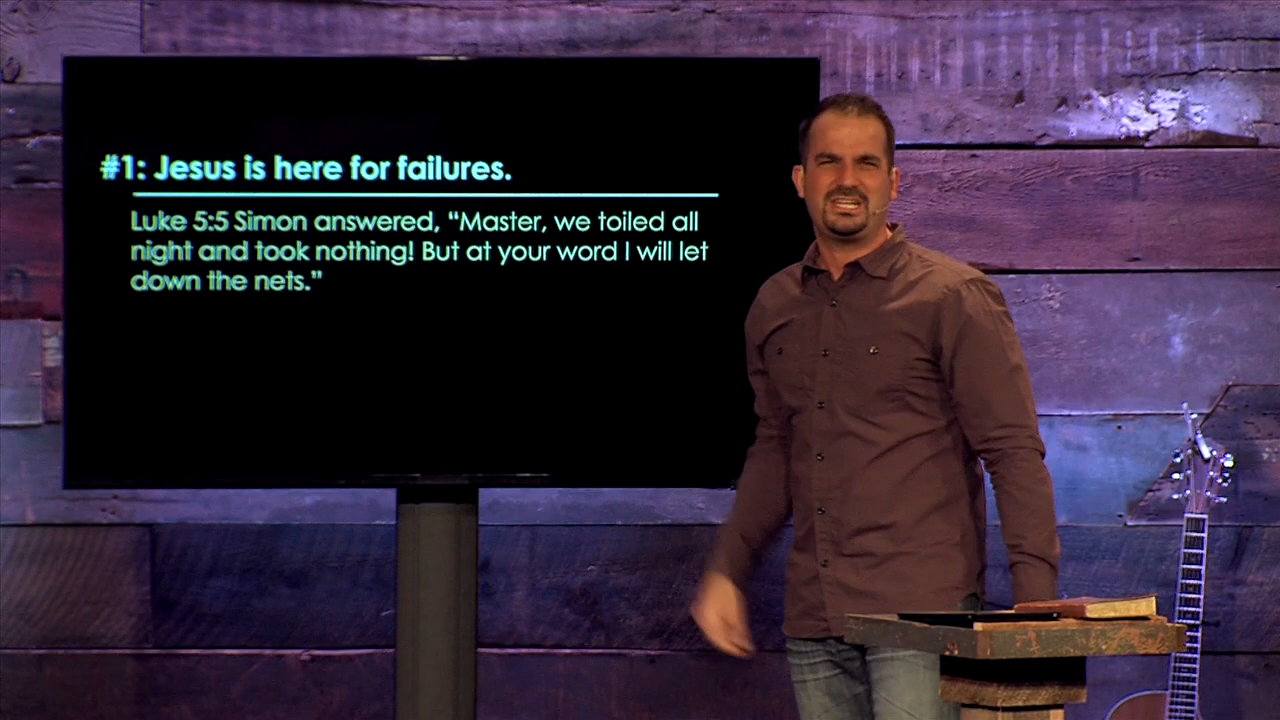 #1: Jesus is here for failures.
Luke 5:5 Simon answered, “Master, we toiled all
night and took nothing! But at your word I will let
down the nets.”